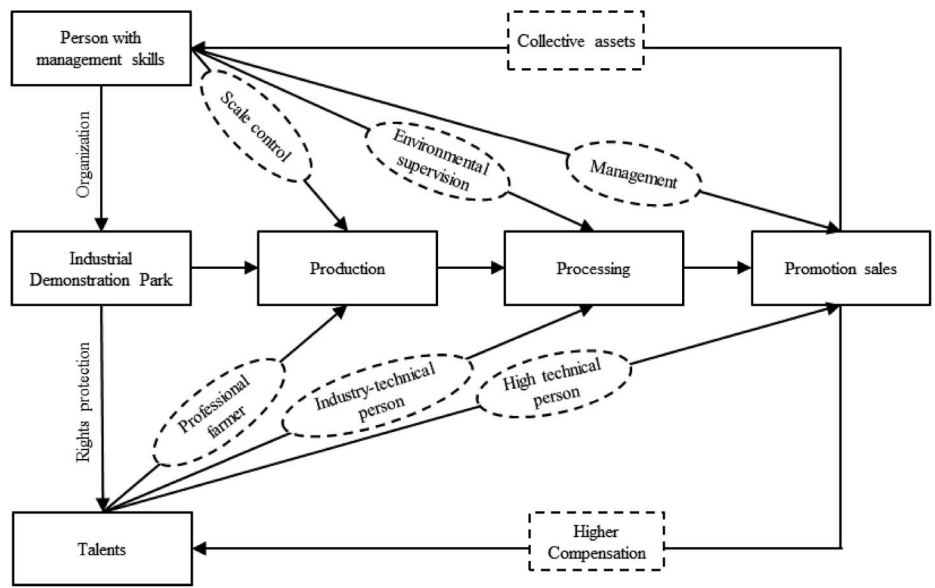 Person with
management skills
Collective assets
Scale control
Environmental
supervision
Management
Organization
Industrial
Demonstration Park
Production
Processing
Promotion sales
Rights protection
Professional
farmer
Industry-technical
person
High technical
person
Talents
Higher
Compensation